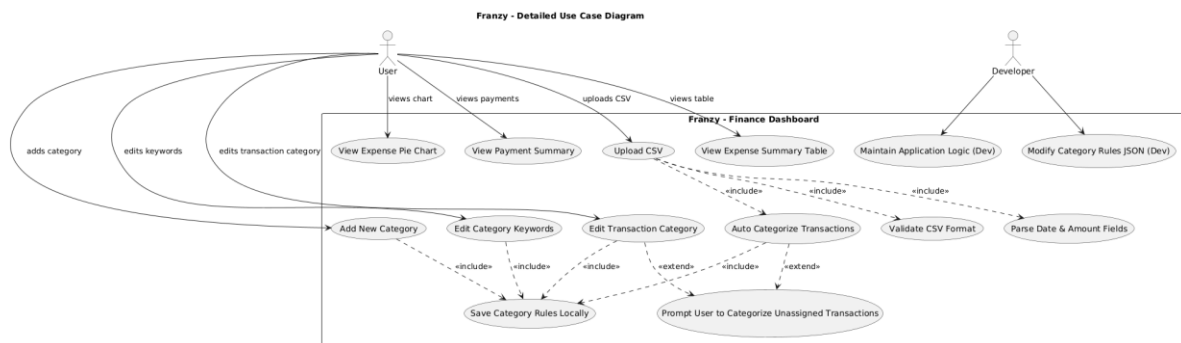 Franzy - Detailed Use Case Diagram
User
Developer
views chart
views payments
uploads CSV
views table
Franzy - Finance Dashboard
adds category
edits keywords
edits transaction category
View Expense Pie Chart
View Payment Summary
Upload CSV
View Expense Summary Table
Maintain Application Logic (Dev)
Modify Category Rules JSON (Dev)
«include»
«include»
«include»
Add New Category
Edit Category Keywords
Edit Transaction Category
Auto Categorize Transactions
Validate CSV Format
Parse Date & Amount Fields
«include»
«include»
«include»
«extend»
«include»
«extend»
Save Category Rules Locally
Prompt User to Categorize Unassigned Transactions